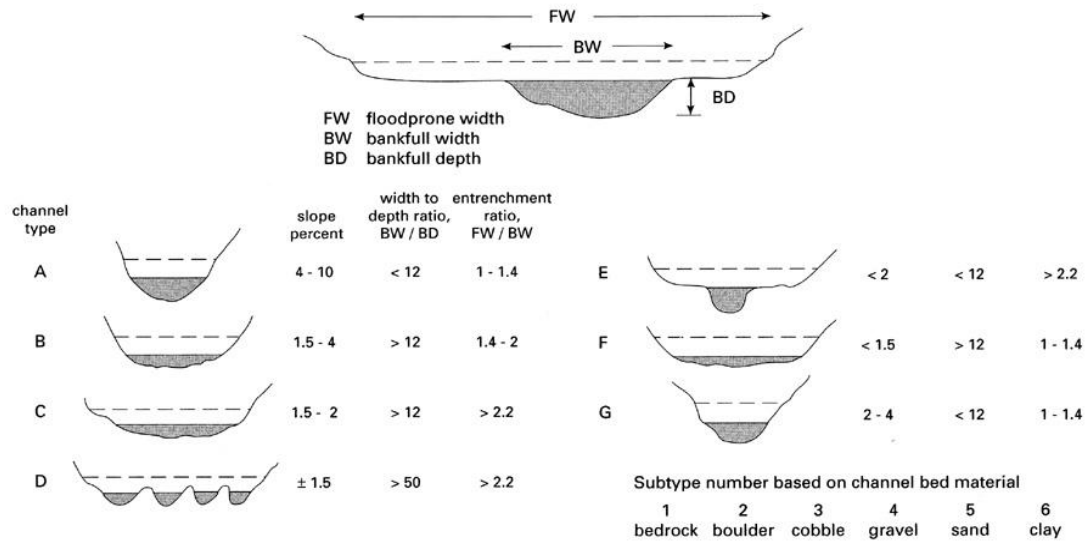 FW
BW
BD
FW floodprone width
BW bankfull width
BD bankfull depth
channel type
slope percent
width to depth ratio, BW / BD
entrenchment ratio, FW / BW
A 4 - 10 < 12 1 - 1.4
B 1.5 - 4 > 12 1.4 - 2
C 1.5 - 2 > 12 > 2.2
D ± 1.5 > 50 > 2.2
E < 2 < 12 > 2.2
F < 1.5 > 12 1 - 1.4
G 2 - 4 < 12 1 - 1.4
Subtype number based on channel bed material
1 2 3 4 5 6
bedrock boulder cobble gravel sand clay